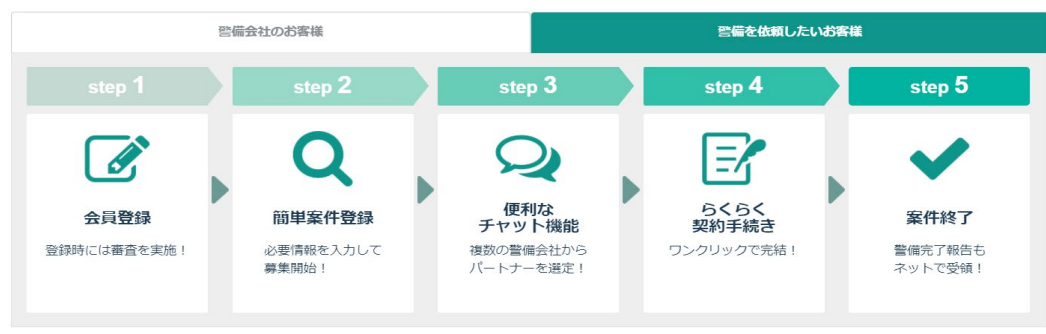 警備会社のお客様
警備を依頼したいお客様
step 1
step 2
step 3
step 4
step 5
会員登録
登録時には審査を実施！
簡単案件登録
必要情報を入力して
募集開始！
便利な
チャット機能
複数の警備会社から
パートナーを選定！
らくらく
契約手続き
ワンクリックで完結！
案件終了
警備完了報告も
ネットで受領！